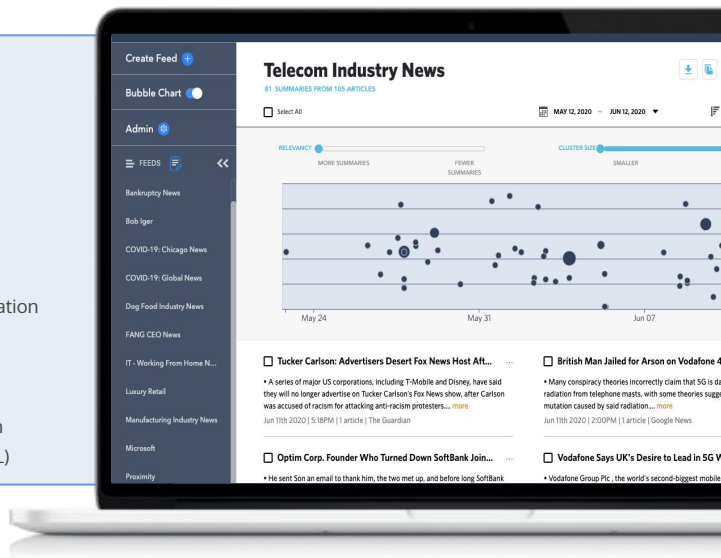 ation
n
L)
Create Feed
Bubble Chart
Admin
FEEDS
Bankruptcy News
Bob Iger
COVID-19: Chicago News
COVID-19: Global News
Dog Food Industry News
FANG CEO News
IT - Working From Home N...
Luxury Retail
Manufacturing Industry News
Microsoft
Proximity
Telecom Industry News
81 SUMMARIES FROM 105 ARTICLES
Select All
MAY 12, 2020 ~ JUN 12, 2020
RELEVANCY
MORE SUMMARIES
FEWER
SUMMARIES
CLUSTER SIZE
SMALLER
May 24
May 31
Jun 07
Tucker Carlson: Advertisers Desert Fox News Host Aft... ...
• A series of major US corporations, including T-Mobile and Disney, have said
they will no longer advertise on Tucker Carlson's Fox News show, after Carlson
was accused of racism for attacking anti-racism protesters.... more
Jun 11th 2020 | 5:18PM | 1 article | The Guardian
Optim Corp. Founder Who Turned Down SoftBank Join... ...
• He sent Son an email to thank him, the two met up, and before long SoftBank
British Man Jailed for Arson on Vodafone 4
• Many conspiracy theories incorrectly claim that 5G is da
radiation from telephone masts, with some theories sugge
mutation caused by said radiation.... more
Jun 11th 2020 | 2:00PM | 1 article | Google News
Vodafone Says UK's Desire to Lead in 5G W
• Vodafone Group Plc , the world's second-biggest mobile